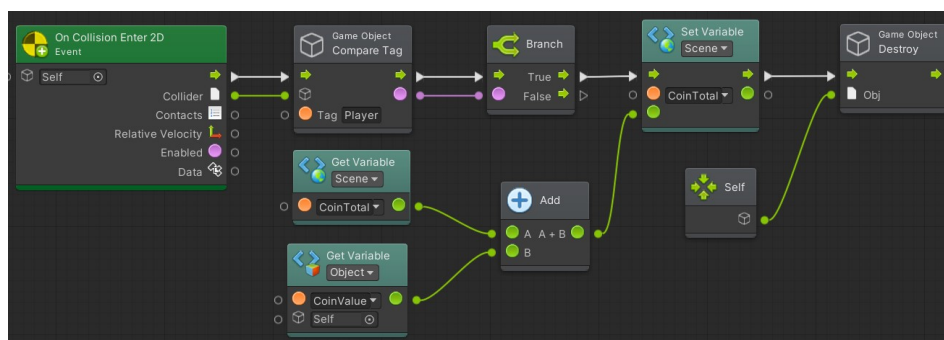 On Collision Enter 2D
Event
Self
Collider
Contacts
Relative Velocity
Enabled
Data
Game Object
Compare Tag
Tag Player
Branch
True
False
Set Variable
Scene
CoinTotal
Game Object
Destroy
Obj
Get Variable
Scene
CoinTotal
Get Variable
Object
CoinValue
Self
Add
A A + B
B
Self